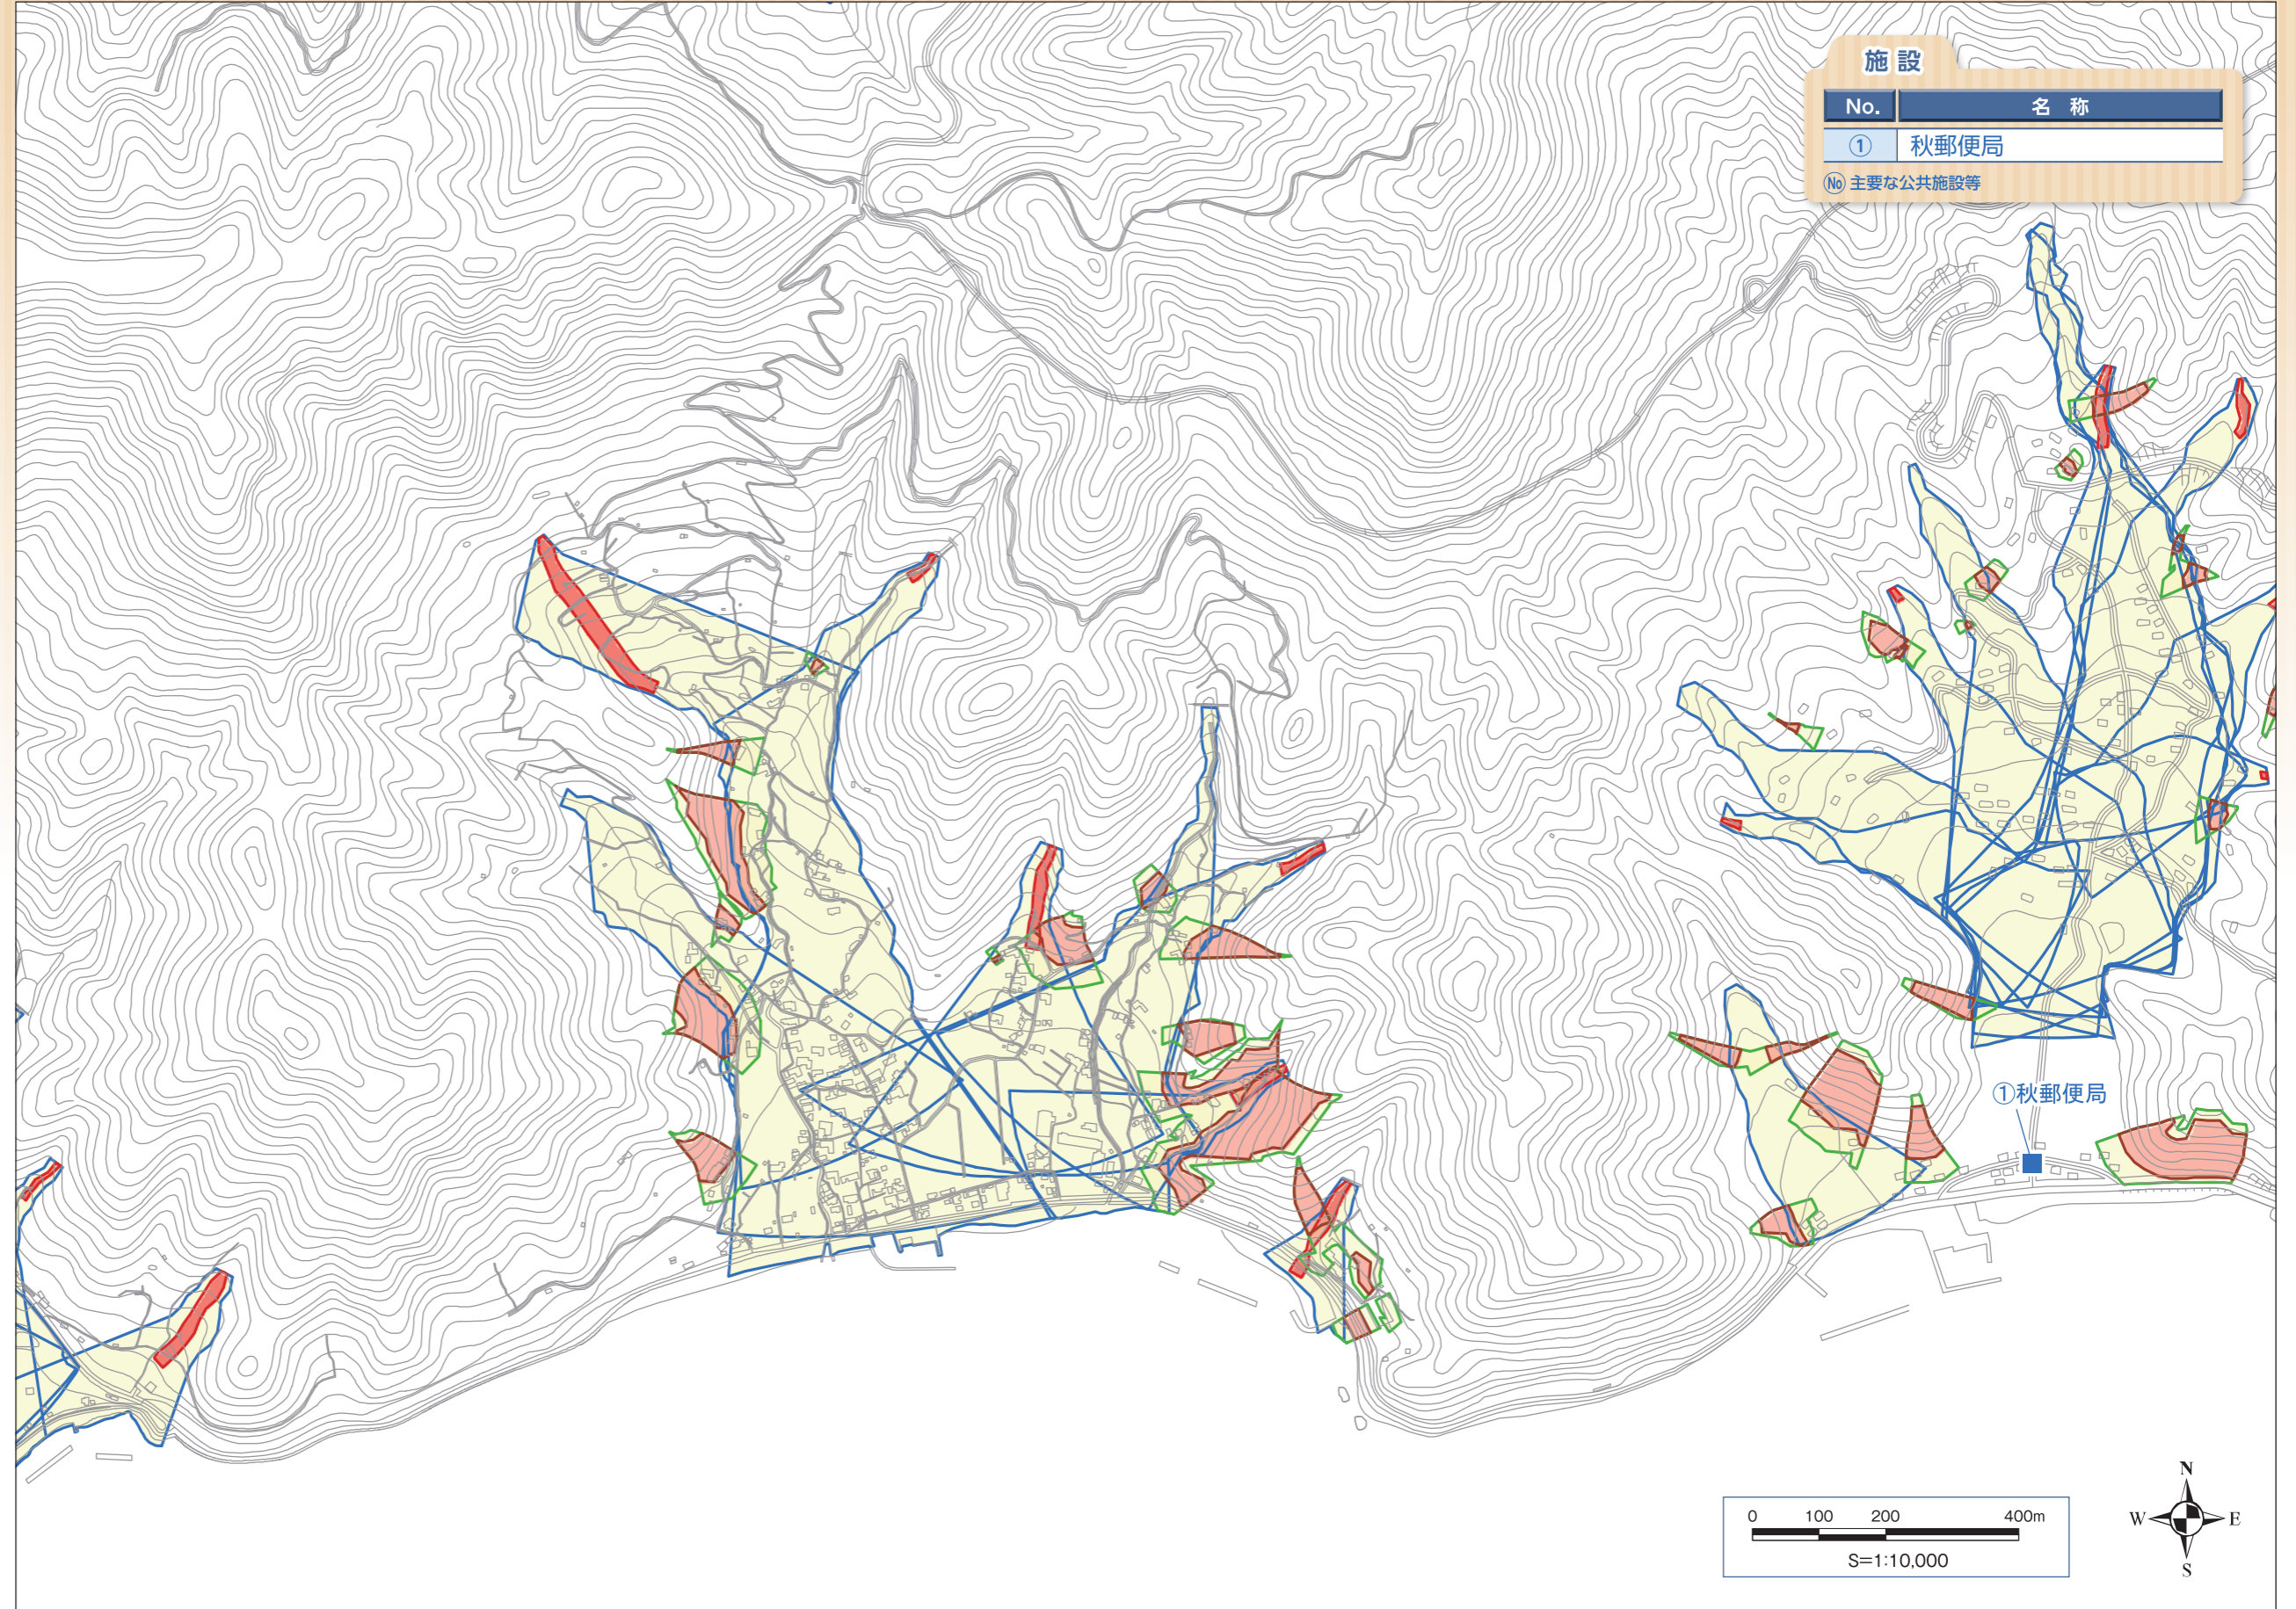 施設
No. 名称
① 秋郵便局
No 主要な公共施設等
①秋郵便局
0 100 200 400m
S=1:10,000
N
W E
S